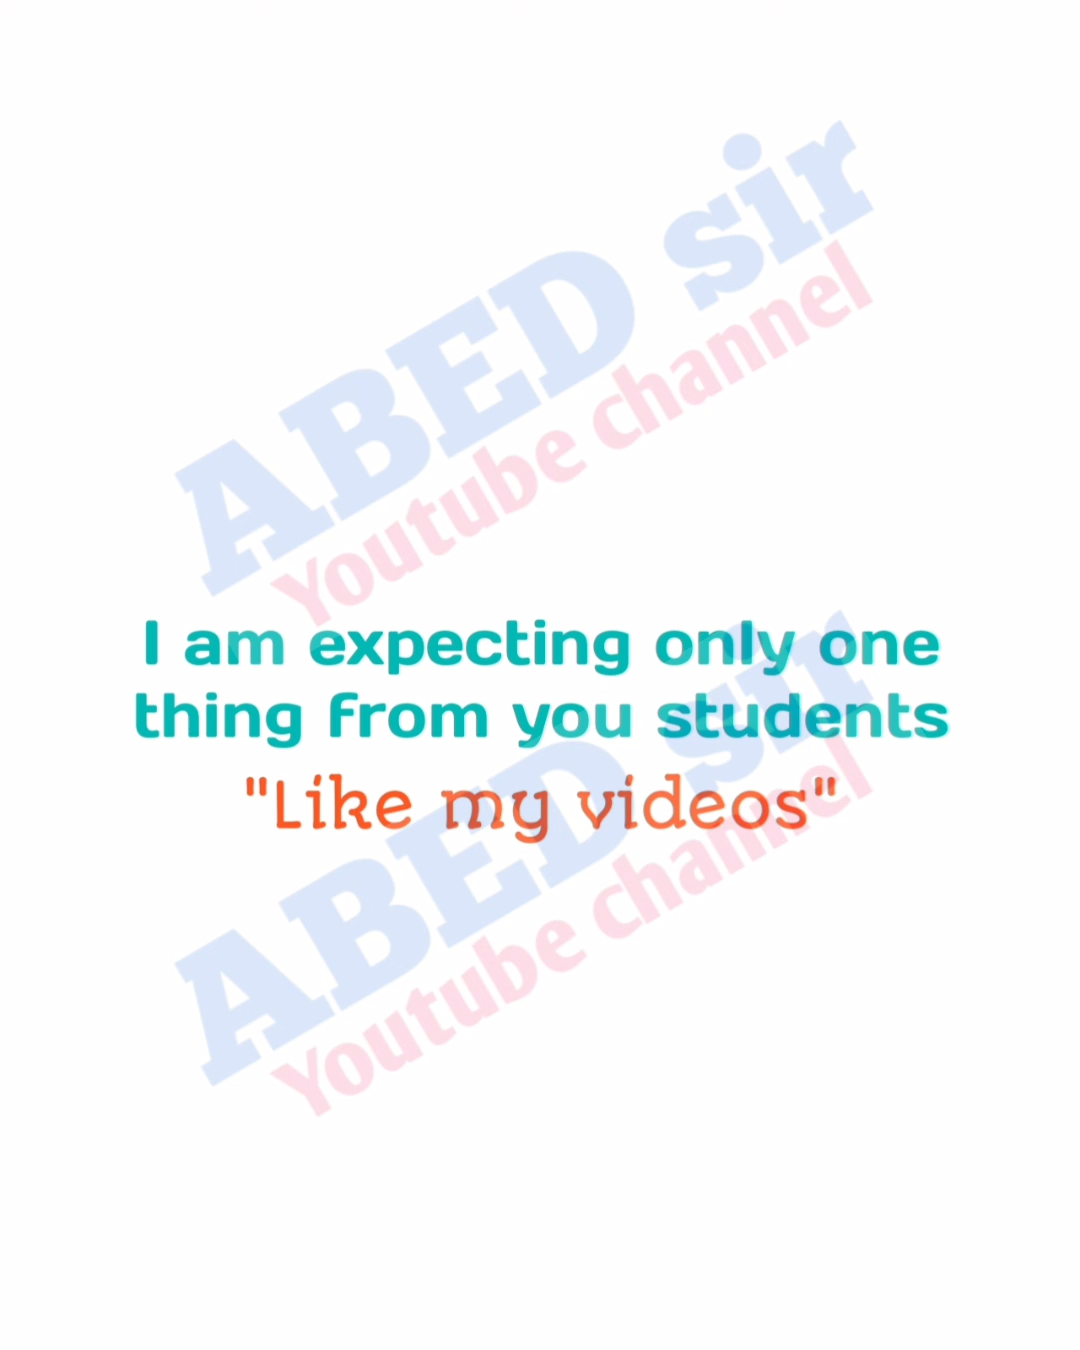 ABED sir
Youtube channel
I am expecting only one
thing from you students
"Like my videos"
ABED sir
Youtube channel